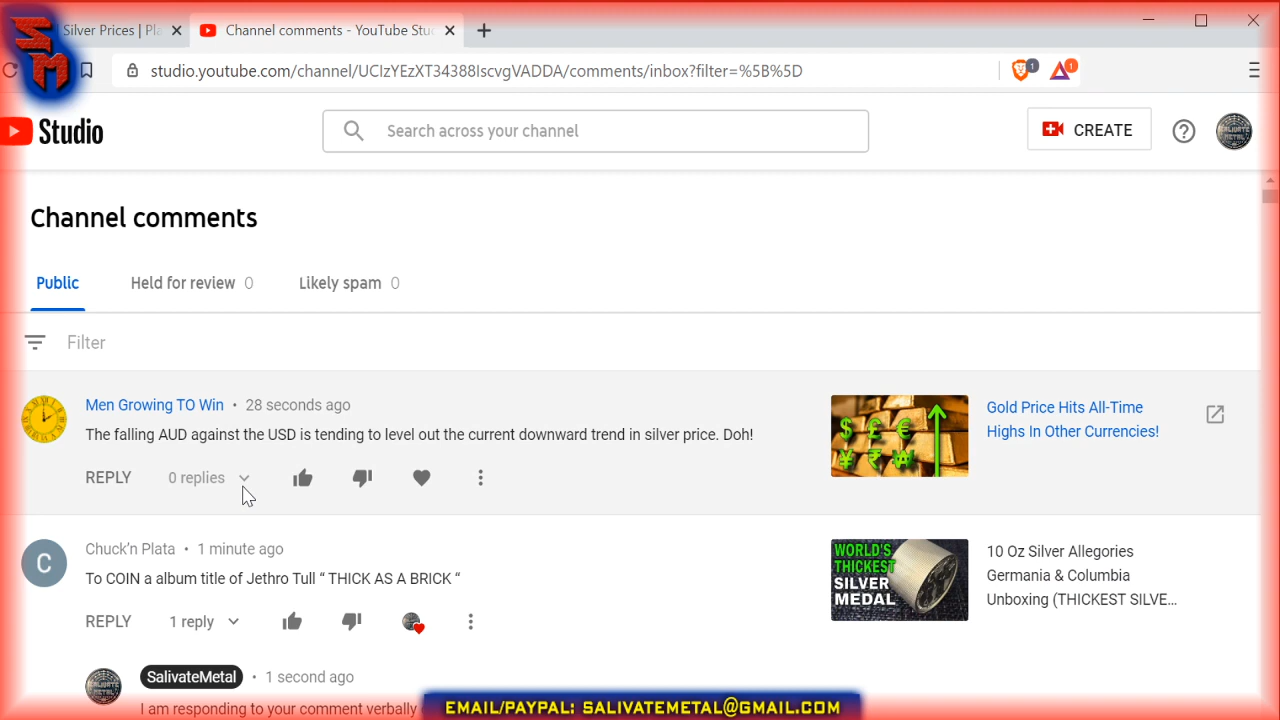 SM
Silver Prices | Pla
Channel comments - YouTube Stu
studio.youtube.com/channel/UCIzYEzXT34388IscvgVADDA/comments/inbox?filter=%5B%5D
1
1
Studio
Search across your channel
CREATE
Channel comments
Public
Held for review 0
Likely spam 0
Filter
Men Growing TO Win • 28 seconds ago
The falling AUD against the USD is tending to level out the current downward trend in silver price. Doh!
REPLY 0 replies
Gold Price Hits All-Time
Highs In Other Currencies!
Chuck’n Plata • 1 minute ago
To COIN a album title of Jethro Tull “ THICK AS A BRICK “
REPLY 1 reply
WORLD'S
THICKEST
SILVER
MEDAL
10 Oz Silver Allegories
Germania & Columbia
Unboxing (THICKEST SILVE...
C
SalivateMetal • 1 second ago
I am responding to your comment verbally
EMAIL/PAYPAL: SALIVATEMETAL@GMAIL.COM